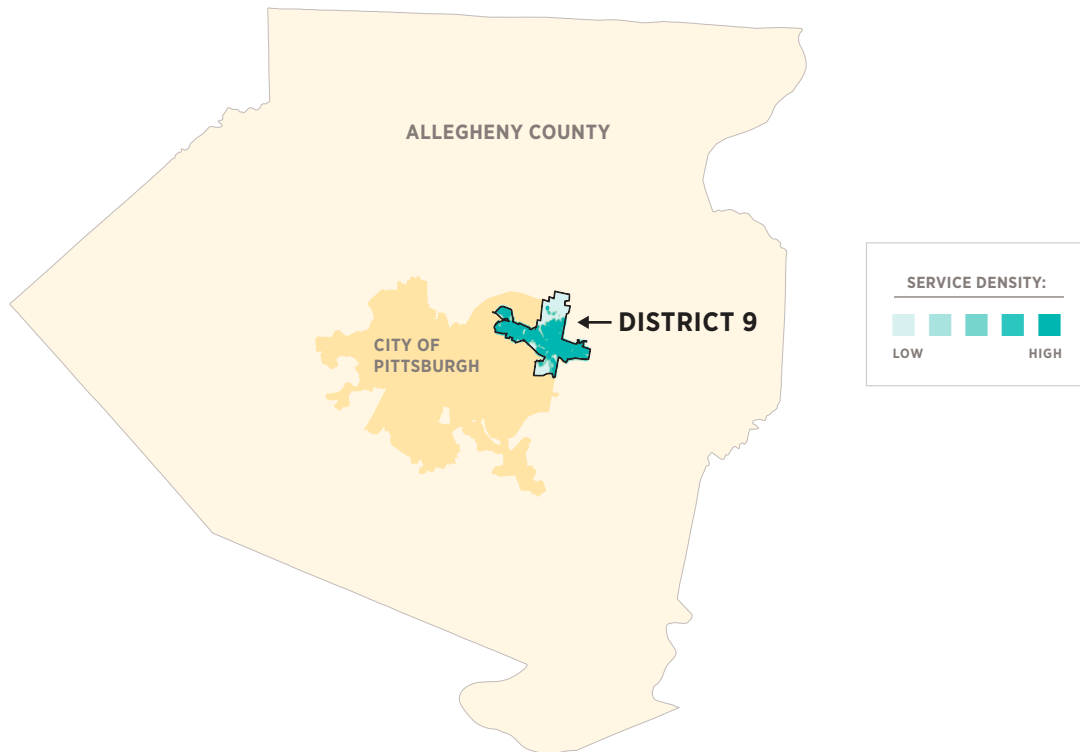 ALLEGHENY COUNTY
CITY OF
PITTSBURGH
DISTRICT 9
SERVICE DENSITY:
LOW
HIGH